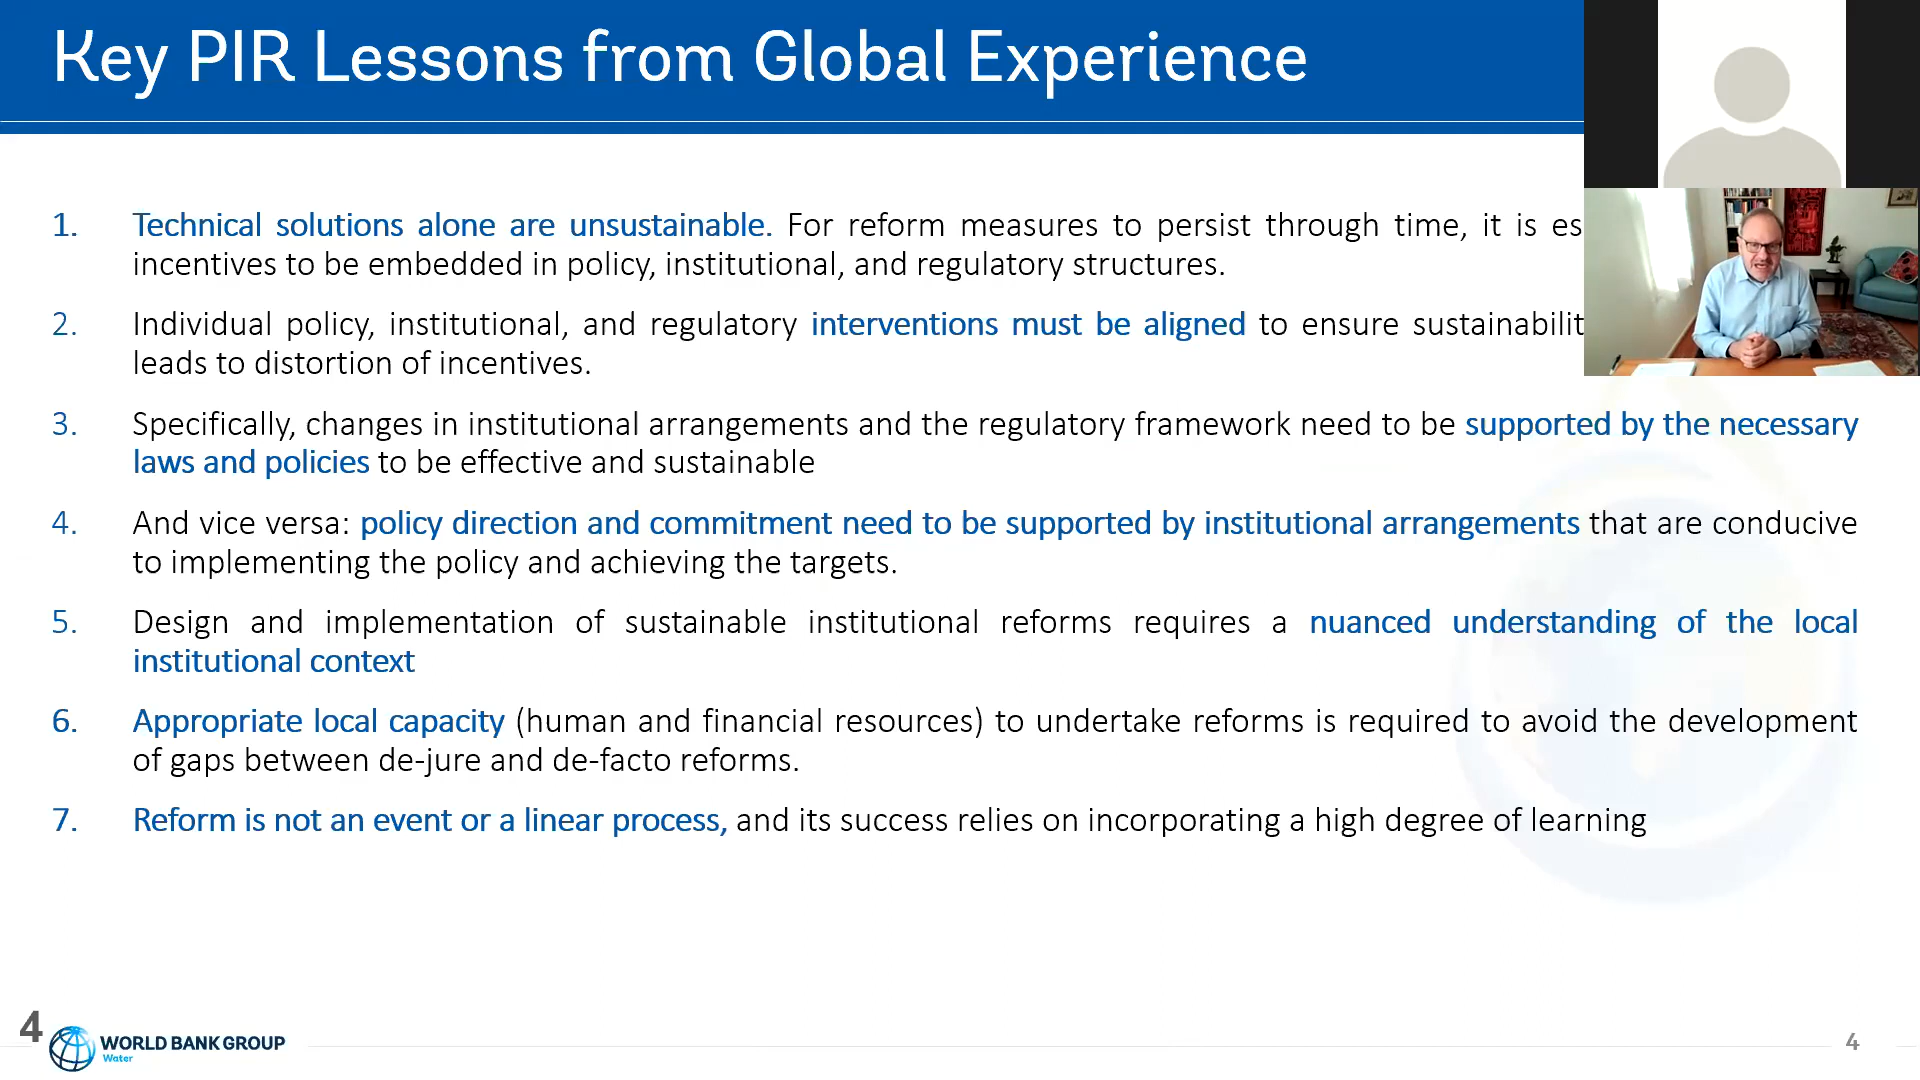 Key PIR Lessons from Global Experience
1. Technical solutions alone are unsustainable. For reform measures to persist through time, it is es
incentives to be embedded in policy, institutional, and regulatory structures.
2. Individual policy, institutional, and regulatory interventions must be aligned to ensure sustainabilit
leads to distortion of incentives.
3. Specifically, changes in institutional arrangements and the regulatory framework need to be supported by the necessary
laws and policies to be effective and sustainable
4. And vice versa: policy direction and commitment need to be supported by institutional arrangements that are conducive
to implementing the policy and achieving the targets.
5. Design and implementation of sustainable institutional reforms requires a nuanced understanding of the local
institutional context
6. Appropriate local capacity (human and financial resources) to undertake reforms is required to avoid the development
of gaps between de-jure and de-facto reforms.
7. Reform is not an event or a linear process, and its success relies on incorporating a high degree of learning
4
WORLD BANK GROUP
Water
4